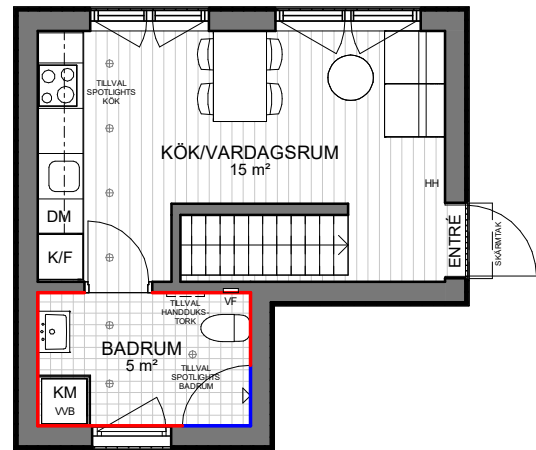 TILLVAL
SPOTLIGHTS
KÖK
KÖK/VARDAGSRUM
15 m²
HH
DM
K/F
ENTRÉ
SKÄRMTAK
TILLVAL
HANDDUKS-
TORK
VF
BADRUM
5 m²
TILLVAL
SPOTLIGHTS
BADRUM
KM
VVB